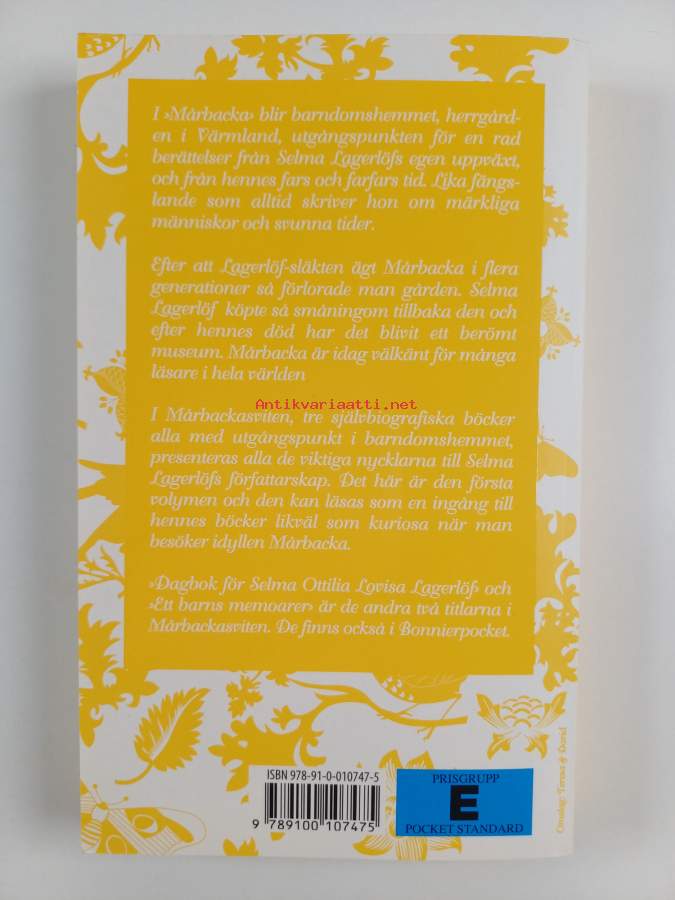 I »Mårbacka» blir barndomshemmet, herrgård-
en i Värmland, utgångspunkten för en rad
berättelser från Selma Lagerlöfs egen uppväxt,
och från hennes fars och farfars tid. Lika fängs-
lande som alltid skriver hon om märkliga
människor och svunna tider.
Efter att Lagerlöf-släkten ägt Mårbacka i flera
generationer så förlorade man gården. Selma
Lagerlöf köpte så småningom tillbaka den och
efter hennes död har det blivit ett berömt
museum. Mårbacka är idag välkänt för många
läsare i hela världen
Antikvariaatti.net
I Mårbackasviten, tre självbiografiska böcker
alla med utgångspunkt i barndomshemmet,
presenteras alla de viktiga nycklarna till Selma
Lagerlöfs författarskap. Det här är den första
volymen och den kan läsas som en ingång till
hennes böcker likväl som kuriosa när man
besöker idyllen Mårbacka.
»Dagbok för Selma Ottilia Lovisa Lagerlöf» och
»Ett barns memoarer» är de andra två titlarna i
Mårbackasviten. De finns också i Bonnierpocket.
ISBN 978-91-0-010747-5
9 789100 107475
PRISGRUPP
E
POCKET STANDARD
Omslag: Teresa & David